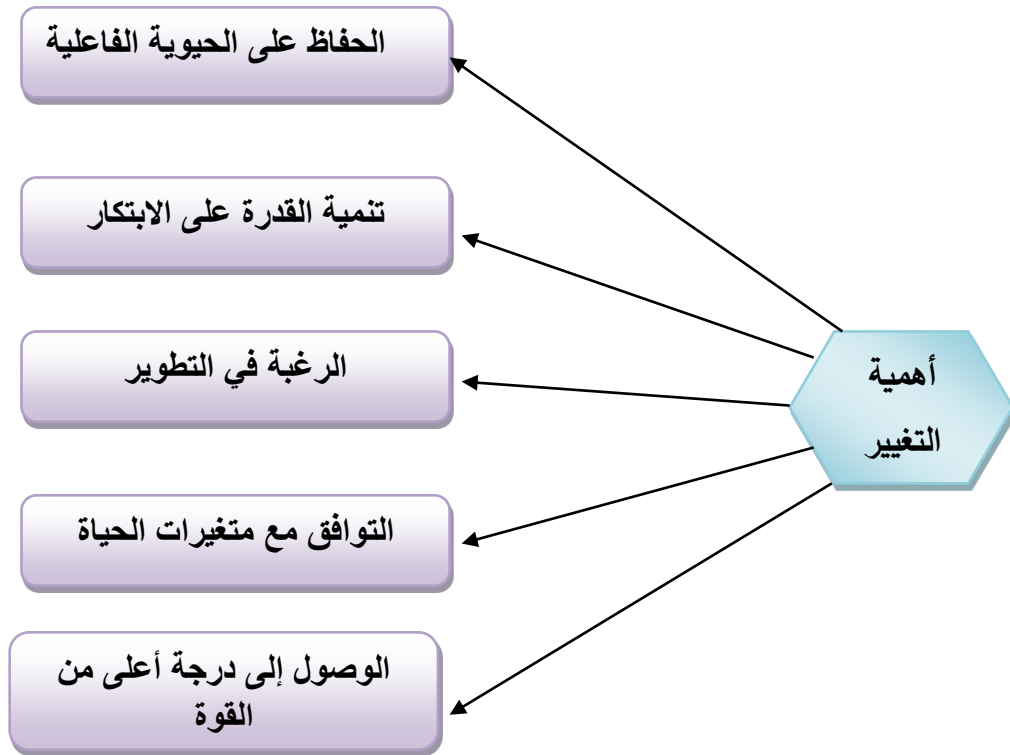 أهمية
التغيير
الحفاظ على الحيوية الفاعلية
تنمية القدرة على الابتكار
الرغبة في التطوير
التوافق مع متغيرات الحياة
الوصول إلى درجة أعلى من
القوة